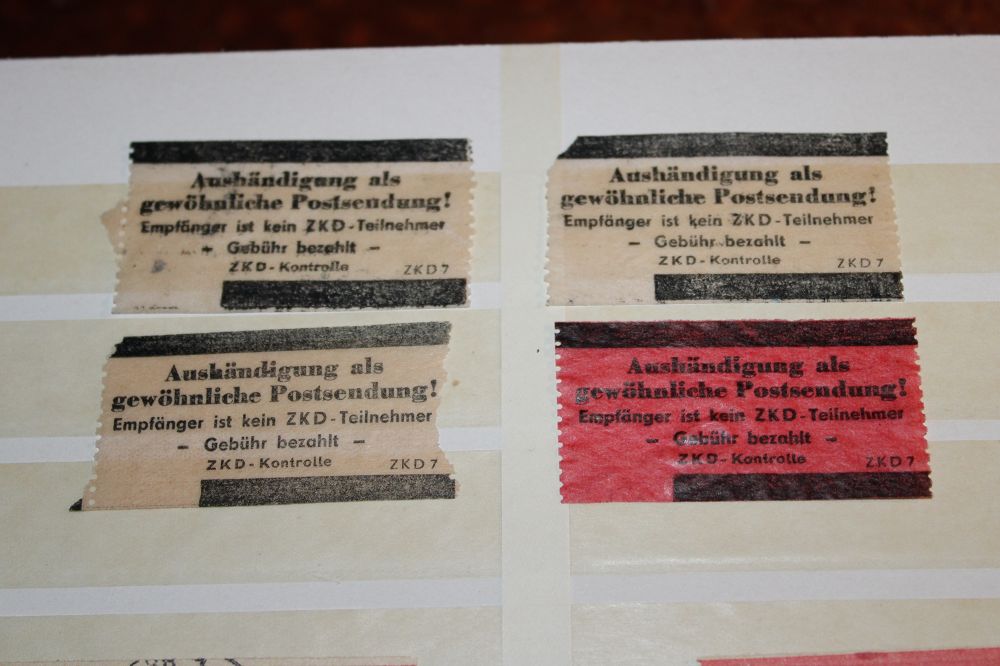 Aushändigung als
gewöhnliche Postsendung!
Empfänger ist kein ZKD-Teilnehmer
- Gebühr bezahlt -
ZKD-Kontrolle ZKD 7
Aushändigung als
gewöhnliche Postsendung!
Empfänger ist kein ZKD-Teilnehmer
- Gebühr bezahlt -
ZKD-Kontrolle ZKD 7
Aushändigung als
gewöhnliche Postsendung!
Empfänger ist kein ZKD-Teilnehmer
- Gebühr bezahlt -
ZKD-Kontrolle ZKD 7
Aushändigung als
gewöhnliche Postsendung!
Empfänger ist kein ZKD-Teilnehmer
- Gebühr bezahlt -
ZKD-Kontrolle ZKD 7